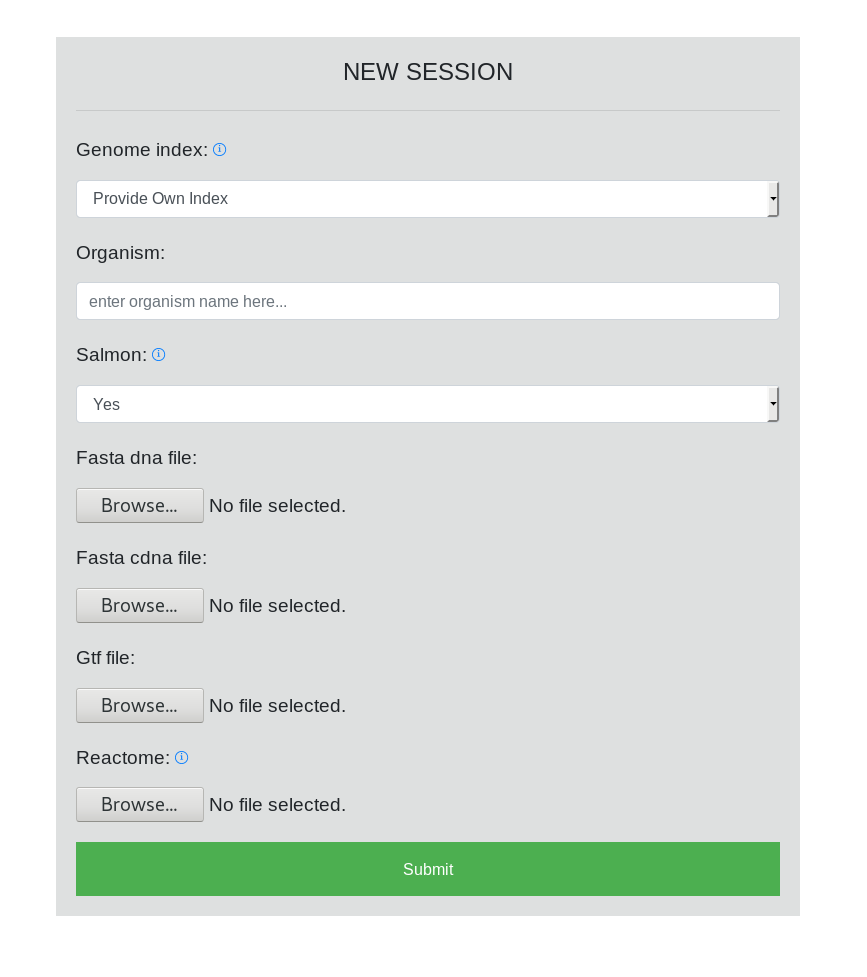 NEW SESSION
Genome index:
Provide Own Index
Organism:
enter organism name here...
Salmon:
Yes
Fasta dna file:
Browse... No file selected.
Fasta cdna file:
Browse... No file selected.
Gtf file:
Browse... No file selected.
Reactome:
Browse... No file selected.
Submit